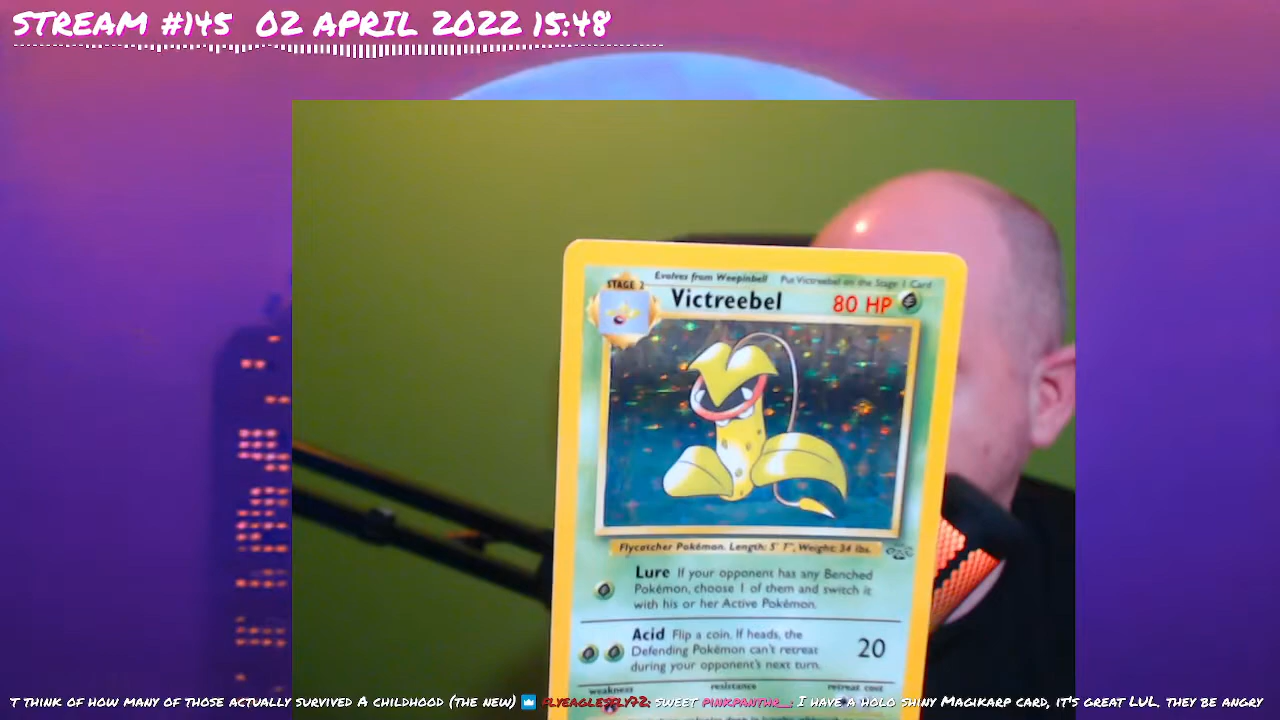 STREAM #145 02 APRIL 2022 15:48
Evolves from Weepinbell Put Victreebel on the Stage 1 Card
STAGE 2
Victreebel 80 HP
Flycatcher Pokémon. Length: 5' 7", Weight: 34 lbs.
Lure If your opponent has any Benched
Pokémon, choose 1 of them and switch it
with his or her Active Pokémon.
Acid Flip a coin. If heads, the
Defending Pokémon can't retreat
during your opponent's next turn.
20
weakness resistance retreat cost
of how many of those actually survived a childhood (the new) flyeaglesfly72: sweet pinkpanthr__: I have a holo shiny Magikarp card, it's great LUL. they be angry